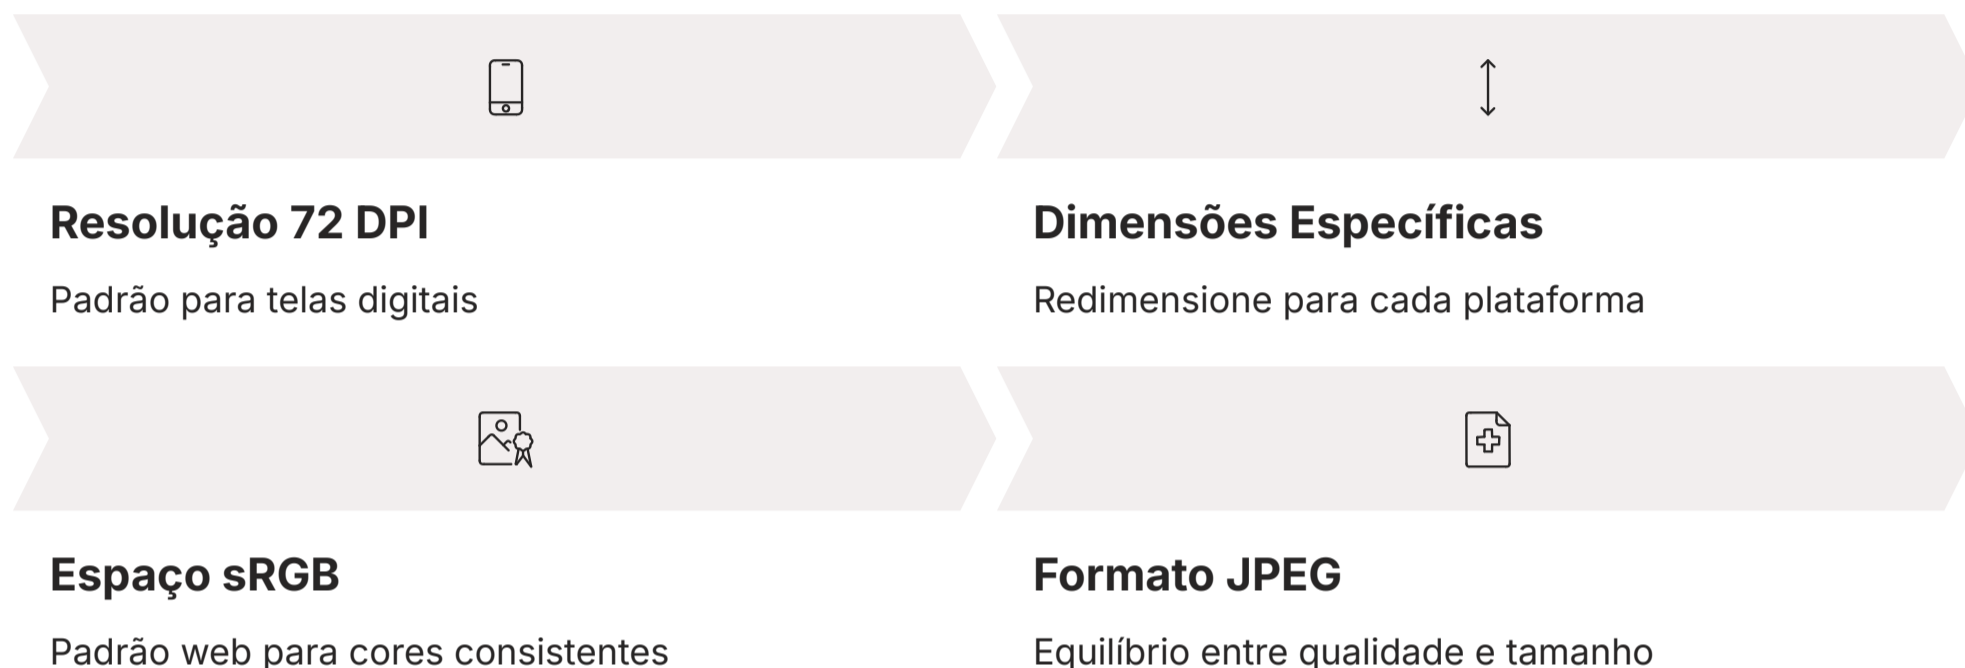 Resolução 72 DPI
Dimensões Específicas
Padrão para telas digitais
Redimensione para cada plataforma
Espaço sRGB
Formato JPEG
Padrão web para cores consistentes
Equilíbrio entre qualidade e tamanho